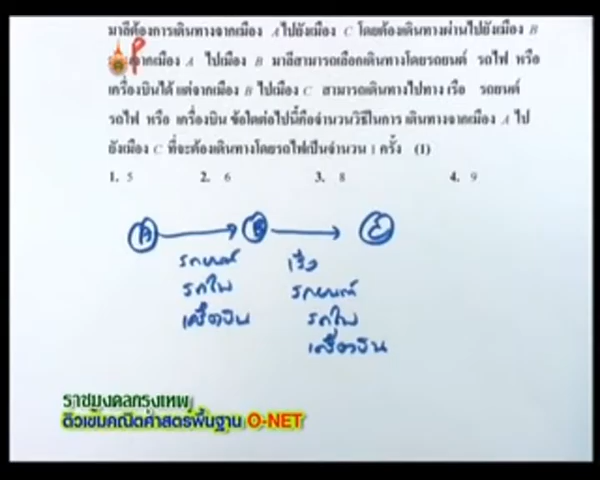 มาลีต้องการเดินทางจากเมือง A ไปยังเมือง C โดยต้องเดินทางผ่านไปยังเมือง B
จากเมือง A ไปเมือง B มาลีสามารถเลือกเดินทางโดยรถยนต์ รถไฟ หรือ
เครื่องบินได้ แต่จากเมือง B ไปเมือง C สามารถเดินทางไปทาง เรือ รถยนต์
รถไฟ หรือ เครื่องบิน ข้อใดต่อไปนี้คือจำนวนวิธีในการ เดินทางจากเมือง A ไป
ยังเมือง C ที่จะต้องเดินทางโดยรถไฟเป็นจำนวน 1 ครั้ง (1)
1. 5 2. 6 3. 8 4. 9
A B C
รถยนต์ เรือ
รถไฟ รถยนต์
เครื่องบิน รถไฟ
เครื่องบิน
ราชมงคลกรุงเทพ
ติวเข้มคณิตศาสตร์พื้นฐาน O-NET